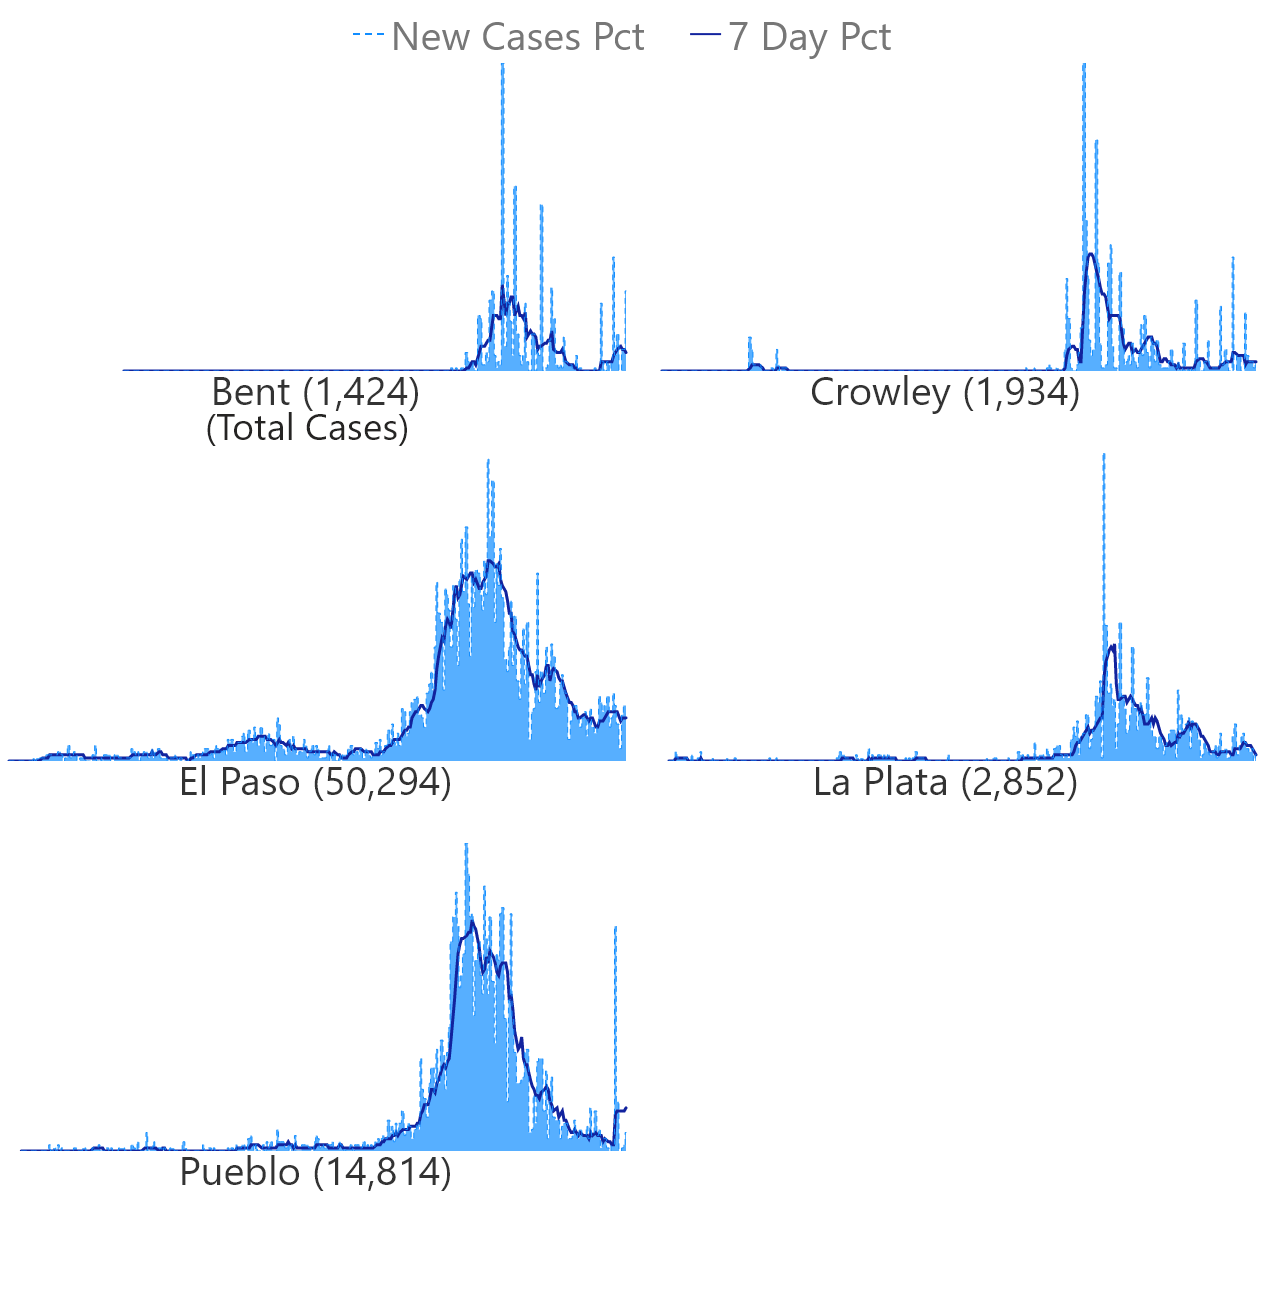 New Cases Pct 7 Day Pct
Bent (1,424) Crowley (1,934)
(Total Cases)
El Paso (50,294) La Plata (2,852)
Pueblo (14,814)